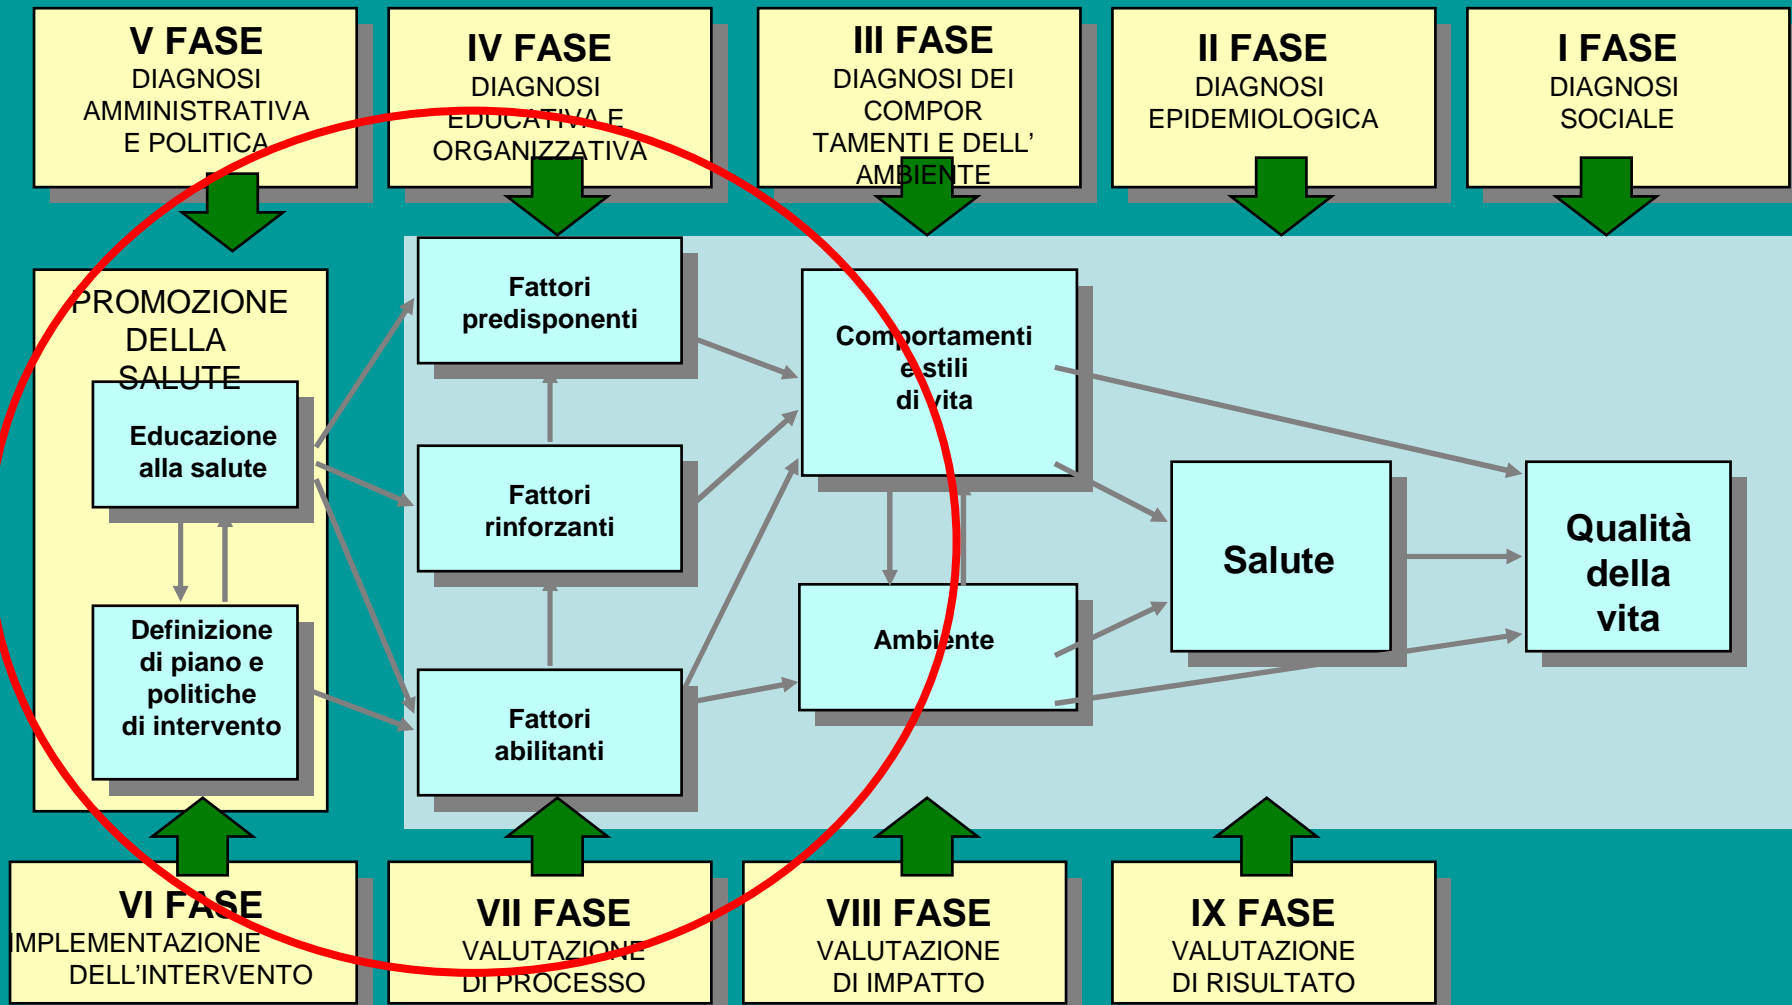 V FASE
DIAGNOSI
AMMINISTRATIVA
E POLITICA
IV FASE
DIAGNOSI
EDUCATIVA E
ORGANIZZATIVA
III FASE
DIAGNOSI DEI
COMPOR
TAMENTI E DELL'
AMBIENTE
II FASE
DIAGNOSI
EPIDEMIOLOGICA
I FASE
DIAGNOSI
SOCIALE
PROMOZIONE
DELLA
SALUTE
Educazione
alla salute
Definizione
di piano e
politiche
di intervento
Fattori
predisponenti
Fattori
rinforzanti
Fattori
abilitanti
Comportamenti
e stili
di vita
Ambiente
Salute
Qualità
della
vita
VI FASE
IMPLEMENTAZIONE
DELL'INTERVENTO
VII FASE
VALUTAZIONE
DI PROCESSO
VIII FASE
VALUTAZIONE
DI IMPATTO
IX FASE
VALUTAZIONE
DI RISULTATO